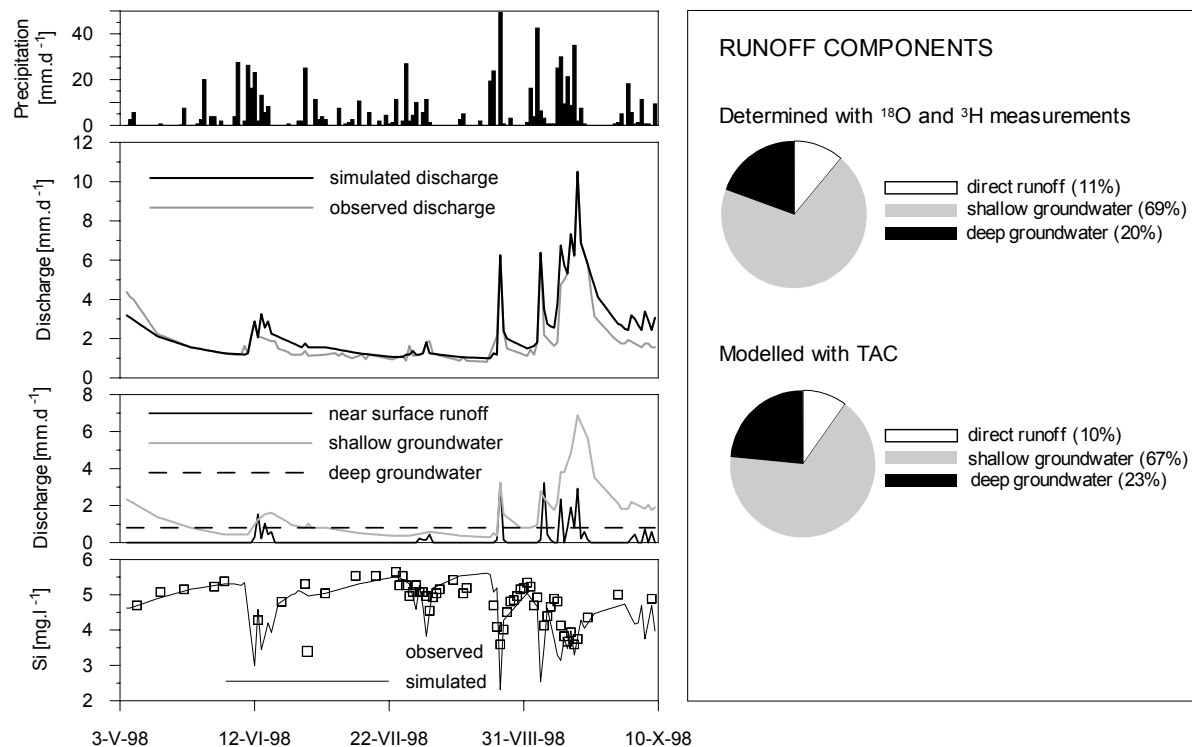 Precipitation
[mm.d⁻¹]
40
20
0
Discharge [mm.d⁻¹]
12
10
8
6
4
2
0
simulated discharge
observed discharge
Discharge [mm.d⁻¹]
8
6
4
2
0
near surface runoff
shallow groundwater
deep groundwater
Si [mg.l⁻¹]
6
5
4
3
2
observed
simulated
3-V-98 12-VI-98 22-VII-98 31-VIII-98 10-X-98
RUNOFF COMPONENTS
Determined with ¹⁸O and ³H measurements
direct runoff (11%)
shallow groundwater (69%)
deep groundwater (20%)
Modelled with TAC
direct runoff (10%)
shallow groundwater (67%)
deep groundwater (23%)